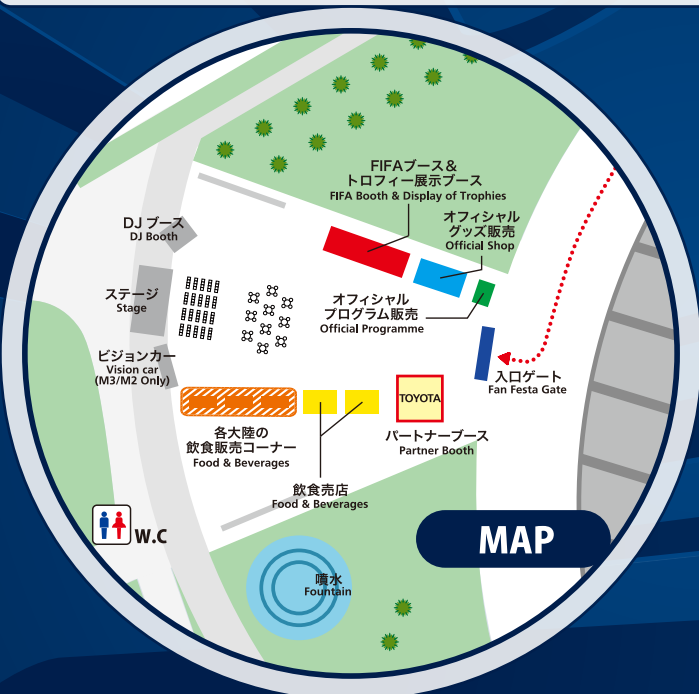 FIFAブース&
トロフィー展示ブース
FIFA Booth & Display of Trophies
オフィシャル
グッズ販売
Official Shop
DJ ブース
DJ Booth
ステージ
Stage
オフィシャル
プログラム販売
Official Programme
ビジョンカー
Vision car
(M3/M2 Only)
入口ゲート
Fan Festa Gate
TOYOTA
各大陸の
飲食販売コーナー
Food & Beverages
パートナーブース
Partner Booth
飲食売店
Food & Beverages
W.C
MAP
噴水
Fountain